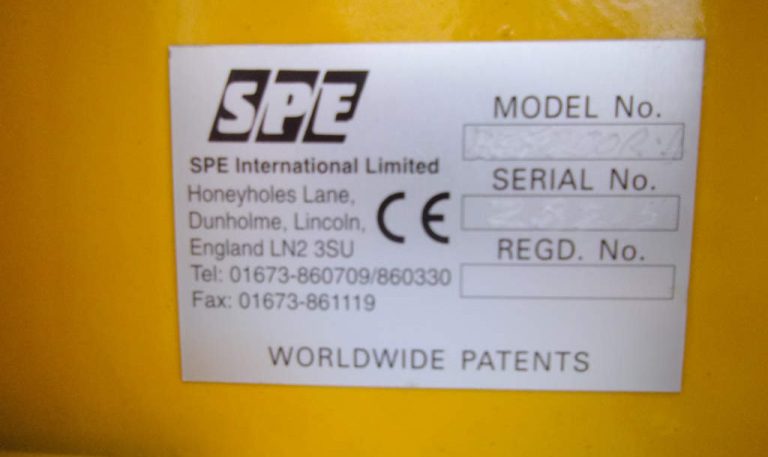 SPE
SPE International Limited
Honeyholes Lane,
Dunholme, Lincoln,
England LN2 3SU
Tel: 01673-860709/860330
Fax: 01673-861119
CE
MODEL No.
SERIAL No.
REGD. No.
WORLDWIDE PATENTS